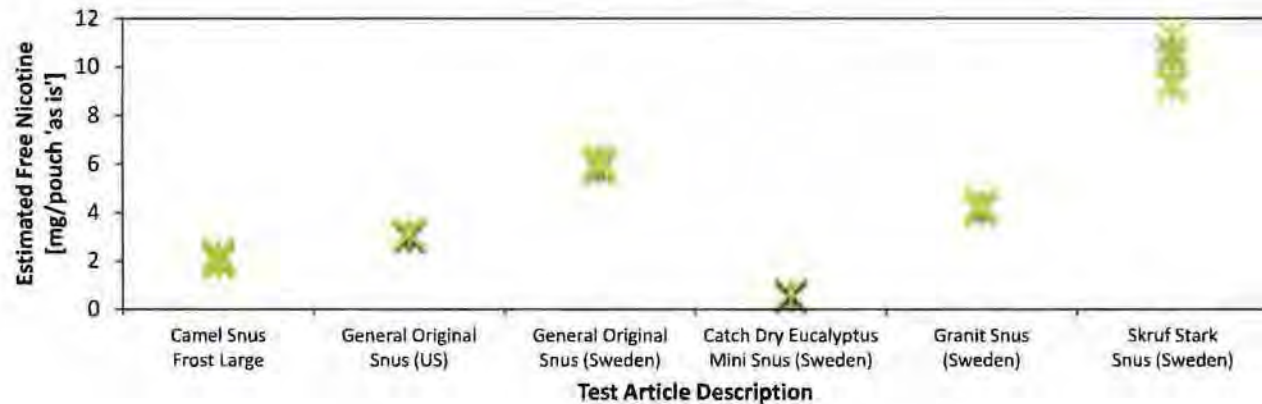 Estimated Free Nicotine
[mg/pouch 'as is']
12
10
8
6
4
2
0
Camel Snus
Frost Large
General Original
Snus (US)
General Original
Snus (Sweden)
Catch Dry Eucalyptus
Mini Snus (Sweden)
Granit Snus
(Sweden)
Skruf Stark
Snus (Sweden)
Test Article Description